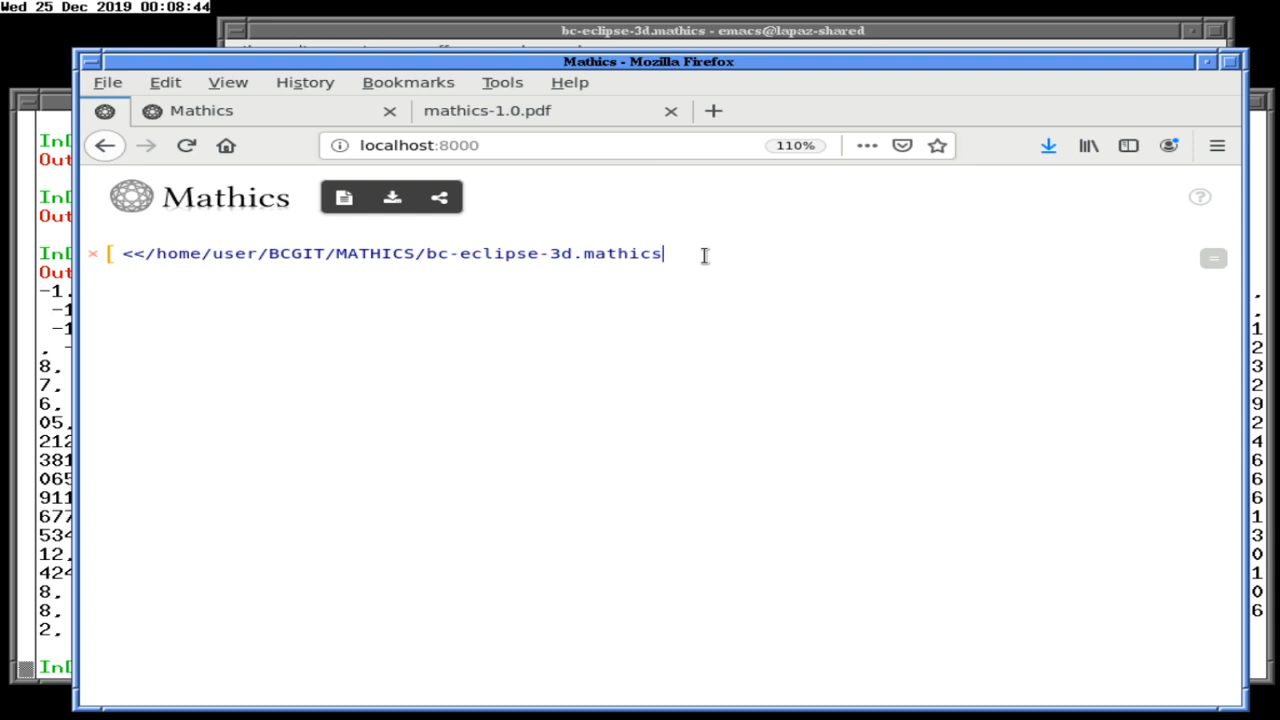 Wed 25 Dec 2019 00:08:44
bc-eclipse-3d.mathics - emacs@lapaz-shared
Mathics - Mozilla Firefox
File Edit View History Bookmarks Tools Help
Mathics mathics-1.0.pdf
localhost:8000 110%
Mathics
<</home/user/BCGIT/MATHICS/bc-eclipse-3d.mathics
=
Out
Out
Out
-1.
-1
-1 1
, - 2
8, 3
7, 2
6, 9
05, 2
212 4
381 6
065 6
911 6
677 1
534 3
12, 0
424 1
8, 0
8, 6
2,